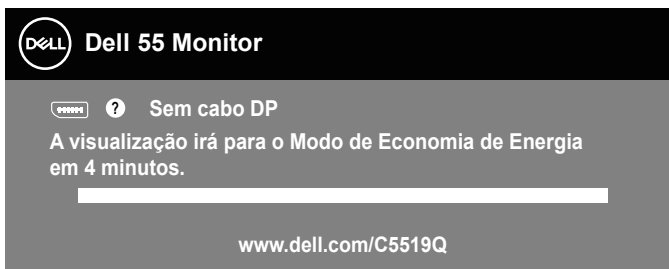 DELL Dell 55 Monitor
? Sem cabo DP
A visualização irá para o Modo de Economia de Energia
em 4 minutos.
www.dell.com/C5519Q